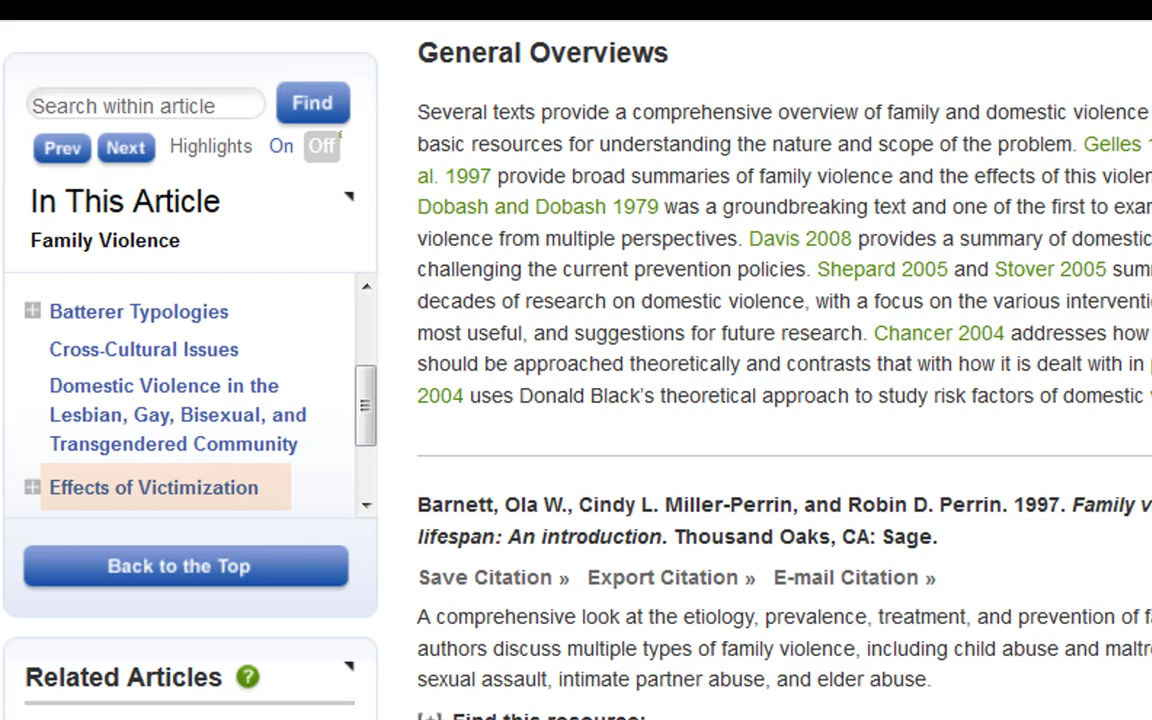 Search within article
Find
Prev Next Highlights On Off
In This Article
Family Violence
Batterer Typologies
Cross-Cultural Issues
Domestic Violence in the
Lesbian, Gay, Bisexual, and
Transgendered Community
Effects of Victimization
Back to the Top
Related Articles ?
General Overviews
Several texts provide a comprehensive overview of family and domestic violence
basic resources for understanding the nature and scope of the problem. Gelles
al. 1997 provide broad summaries of family violence and the effects of this
Dobash and Dobash 1979 was a groundbreaking text and one of the first to
violence from multiple perspectives. Davis 2008 provides a summary of domestic
challenging the current prevention policies. Shepard 2005 and Stover 2005
decades of research on domestic violence, with a focus on the various
most useful, and suggestions for future research. Chancer 2004 addresses how
should be approached theoretically and contrasts that with how it is dealt with in
2004 uses Donald Black's theoretical approach to study risk factors of domestic
Barnett, Ola W., Cindy L. Miller-Perrin, and Robin D. Perrin. 1997. Family
lifespan: An introduction. Thousand Oaks, CA: Sage.
Save Citation » Export Citation » E-mail Citation »
A comprehensive look at the etiology, prevalence, treatment, and prevention of
authors discuss multiple types of family violence, including child abuse and
sexual assault, intimate partner abuse, and elder abuse.
[+] Find this resource: